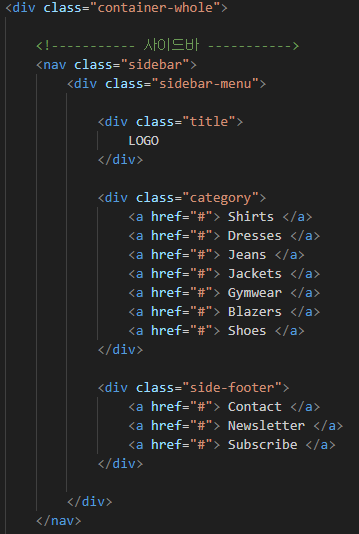 <div class="container-whole">
<!----------- 사이드바 ----------->
<nav class="sidebar">
<div class="sidebar-menu">
<div class="title">
LOGO
</div>
<div class="category">
<a href="#"> Shirts </a>
<a href="#"> Dresses </a>
<a href="#"> Jeans </a>
<a href="#"> Jackets </a>
<a href="#"> Gymwear </a>
<a href="#"> Blazers </a>
<a href="#"> Shoes </a>
</div>
<div class="side-footer">
<a href="#"> Contact </a>
<a href="#"> Newsletter </a>
<a href="#"> Subscribe </a>
</div>
</div>
</nav>